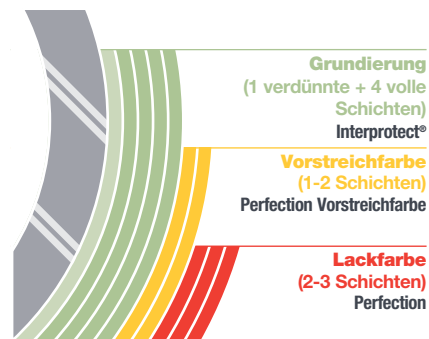 Grundierung
(1 verdünnte + 4 volle
Schichten)
Interprotect®
Vorstreichfarbe
(1-2 Schichten)
Perfection Vorstreichfarbe
Lackfarbe
(2-3 Schichten)
Perfection